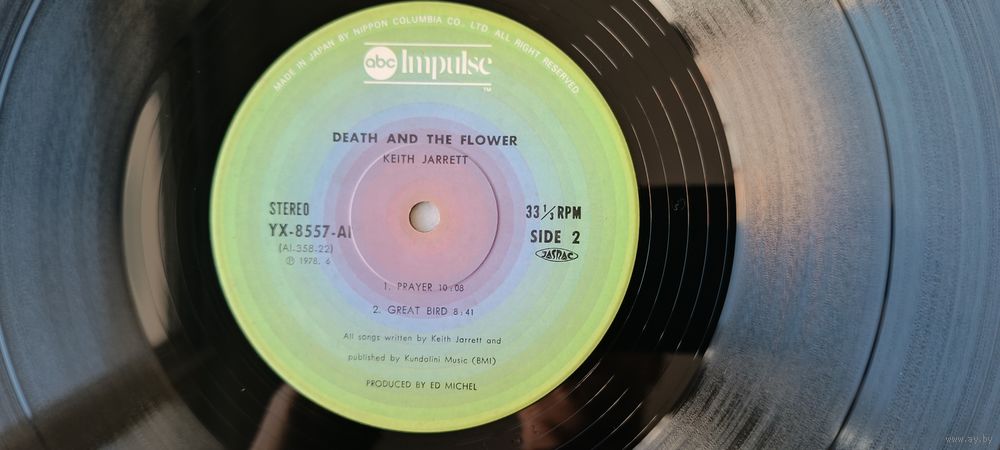 MADE IN JAPAN BY NIPPON COLUMBIA CO., LTD. ALL RIGHT RESERVED
abc Impulse
TM
DEATH AND THE FLOWER
KEITH JARRETT
STEREO
YX-8557-AI
(AI.358-22)
Ⓟ 1978. 6
33 1/3 RPM
SIDE 2
JASRAC
1. PRAYER 10:08
2. GREAT BIRD 8:41
All songs written by Keith Jarrett and
published by Kundalini Music (BMI)
PRODUCED BY ED MICHEL
www.ay.by